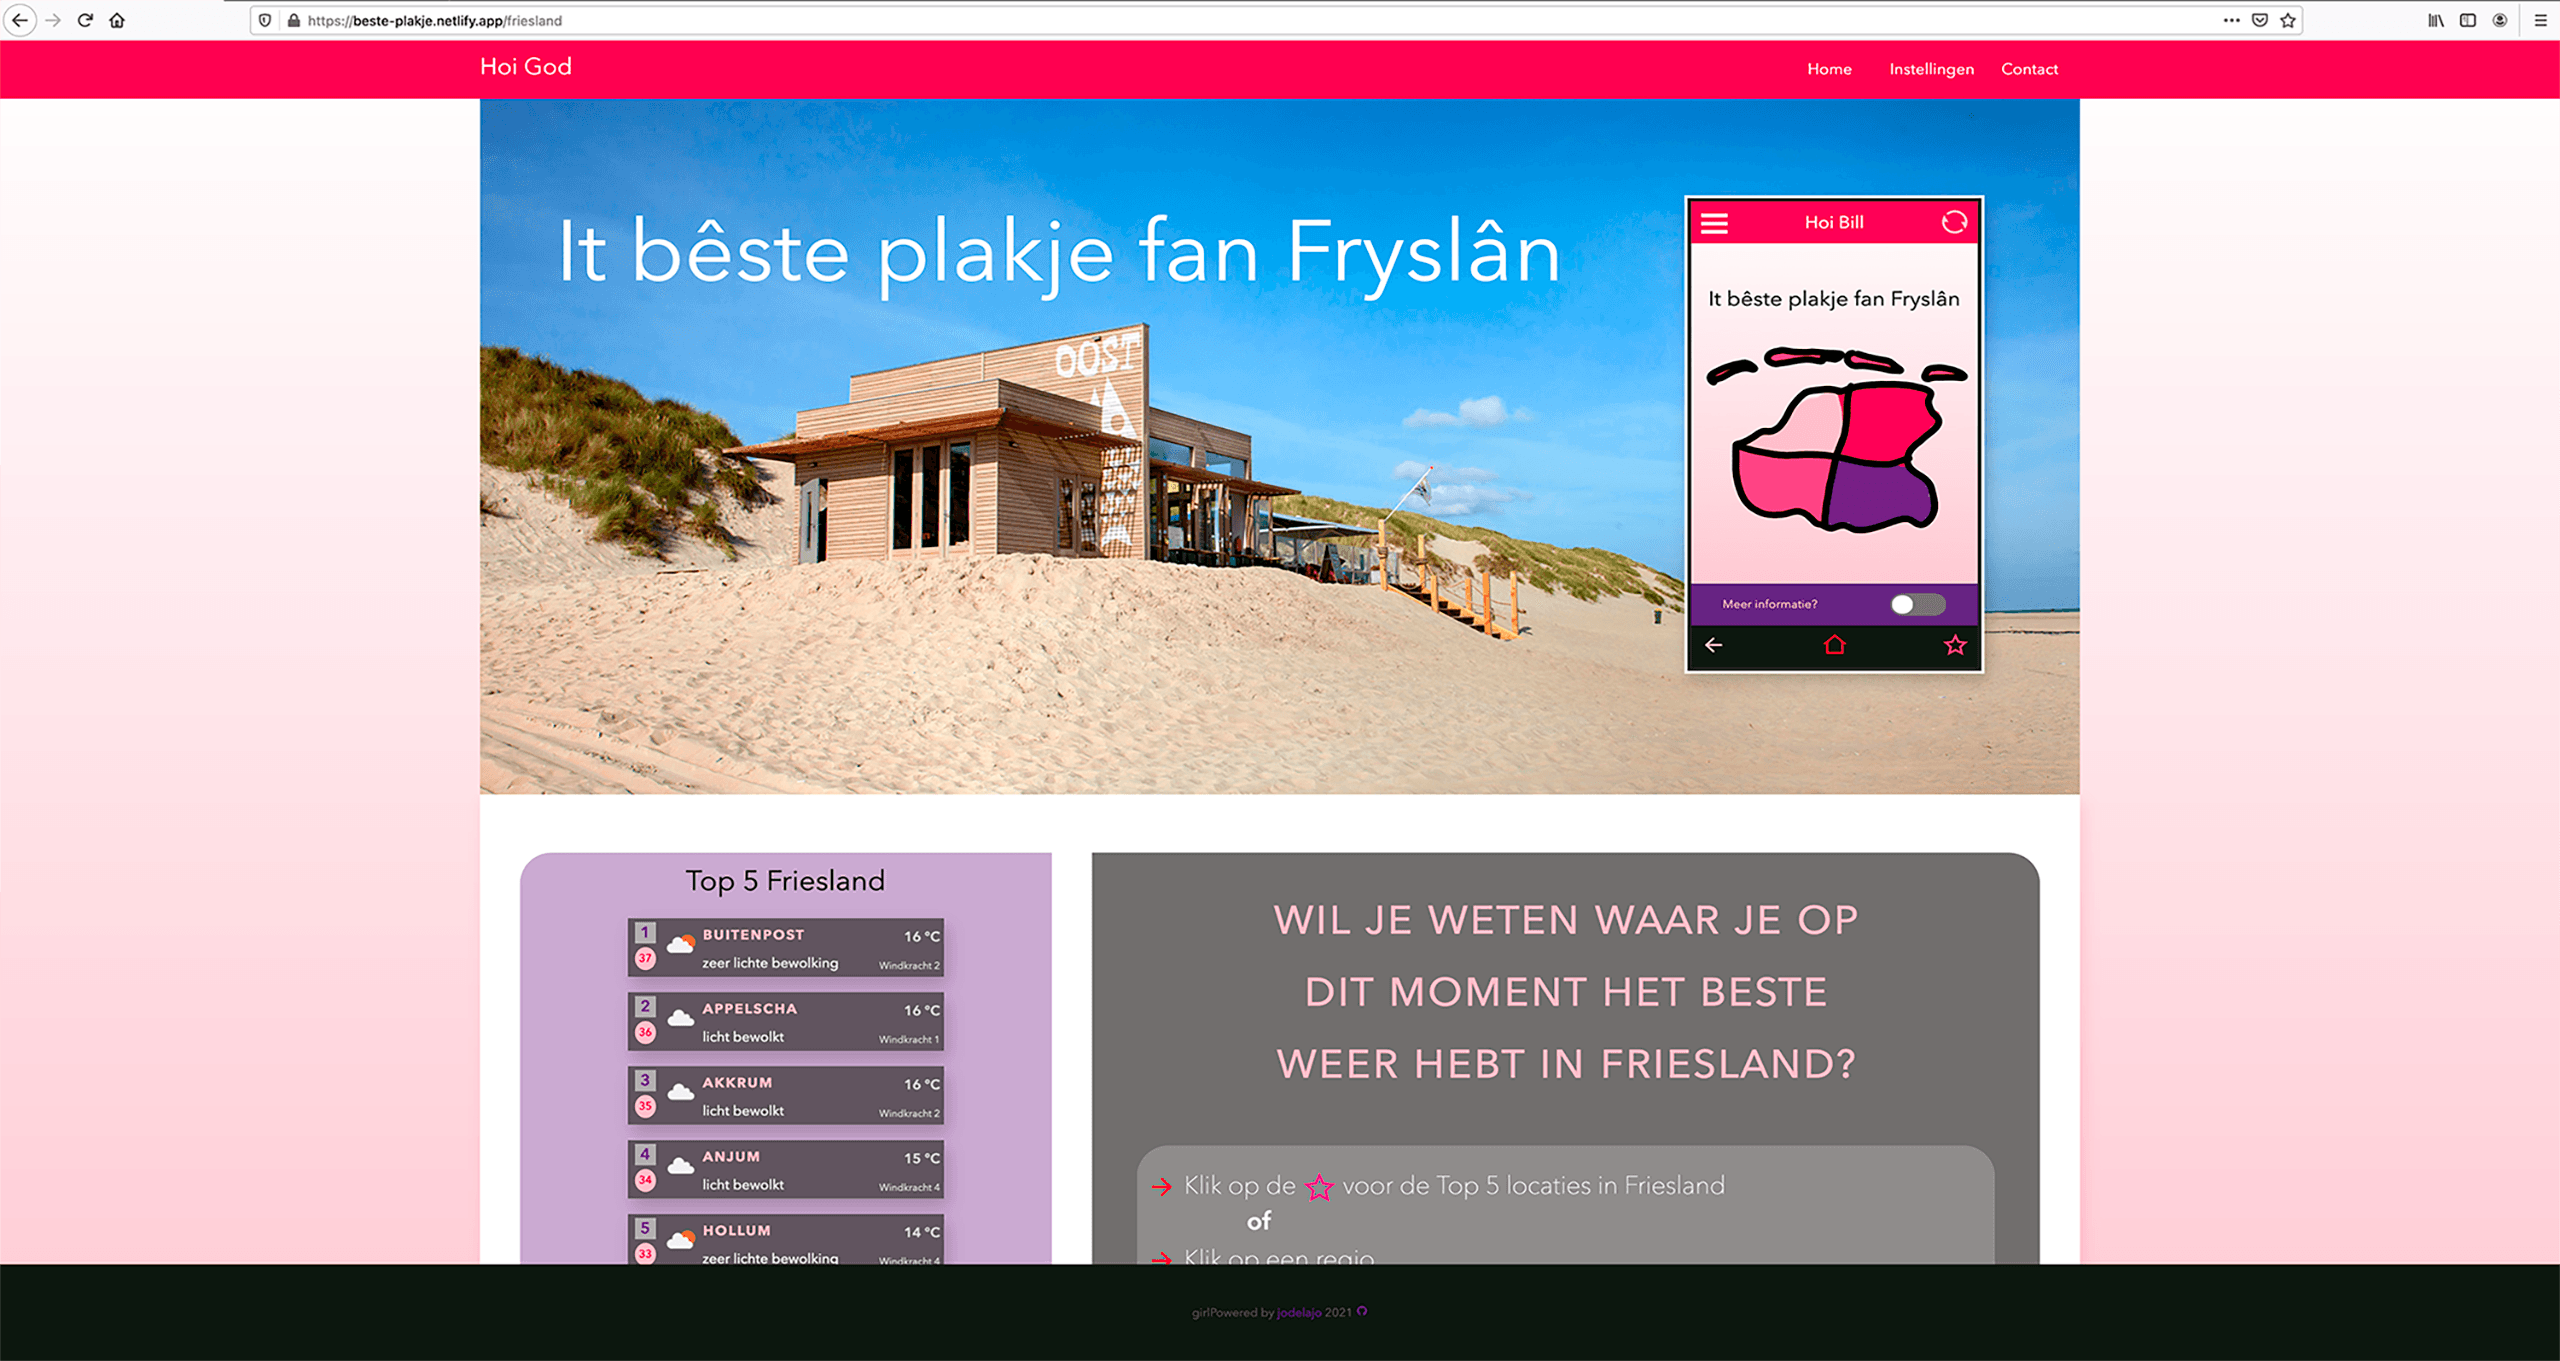 https://beste-plakje.netlify.app/friesland
Hoi God
Home Instellingen Contact
It bêste plakje fan Fryslân
OOST
Hoi Bill
It bêste plakje fan Fryslân
Meer informatie?
Top 5 Friesland
1 BUITENPOST 16 °C
37 zeer lichte bewolking Windkracht 2
2 APPELSCHA 16 °C
36 licht bewolkt Windkracht 1
3 AKKRUM 16 °C
35 licht bewolkt Windkracht 2
4 ANJUM 15 °C
34 licht bewolkt Windkracht 4
5 HOLLUM 14 °C
33 zeer lichte bewolking Windkracht 4
WIL JE WETEN WAAR JE OP
DIT MOMENT HET BESTE
WEER HEBT IN FRIESLAND?
→ Klik op de ☆ voor de Top 5 locaties in Friesland
of
→ Klik op een regio
girlPowered by jodelajo 2021